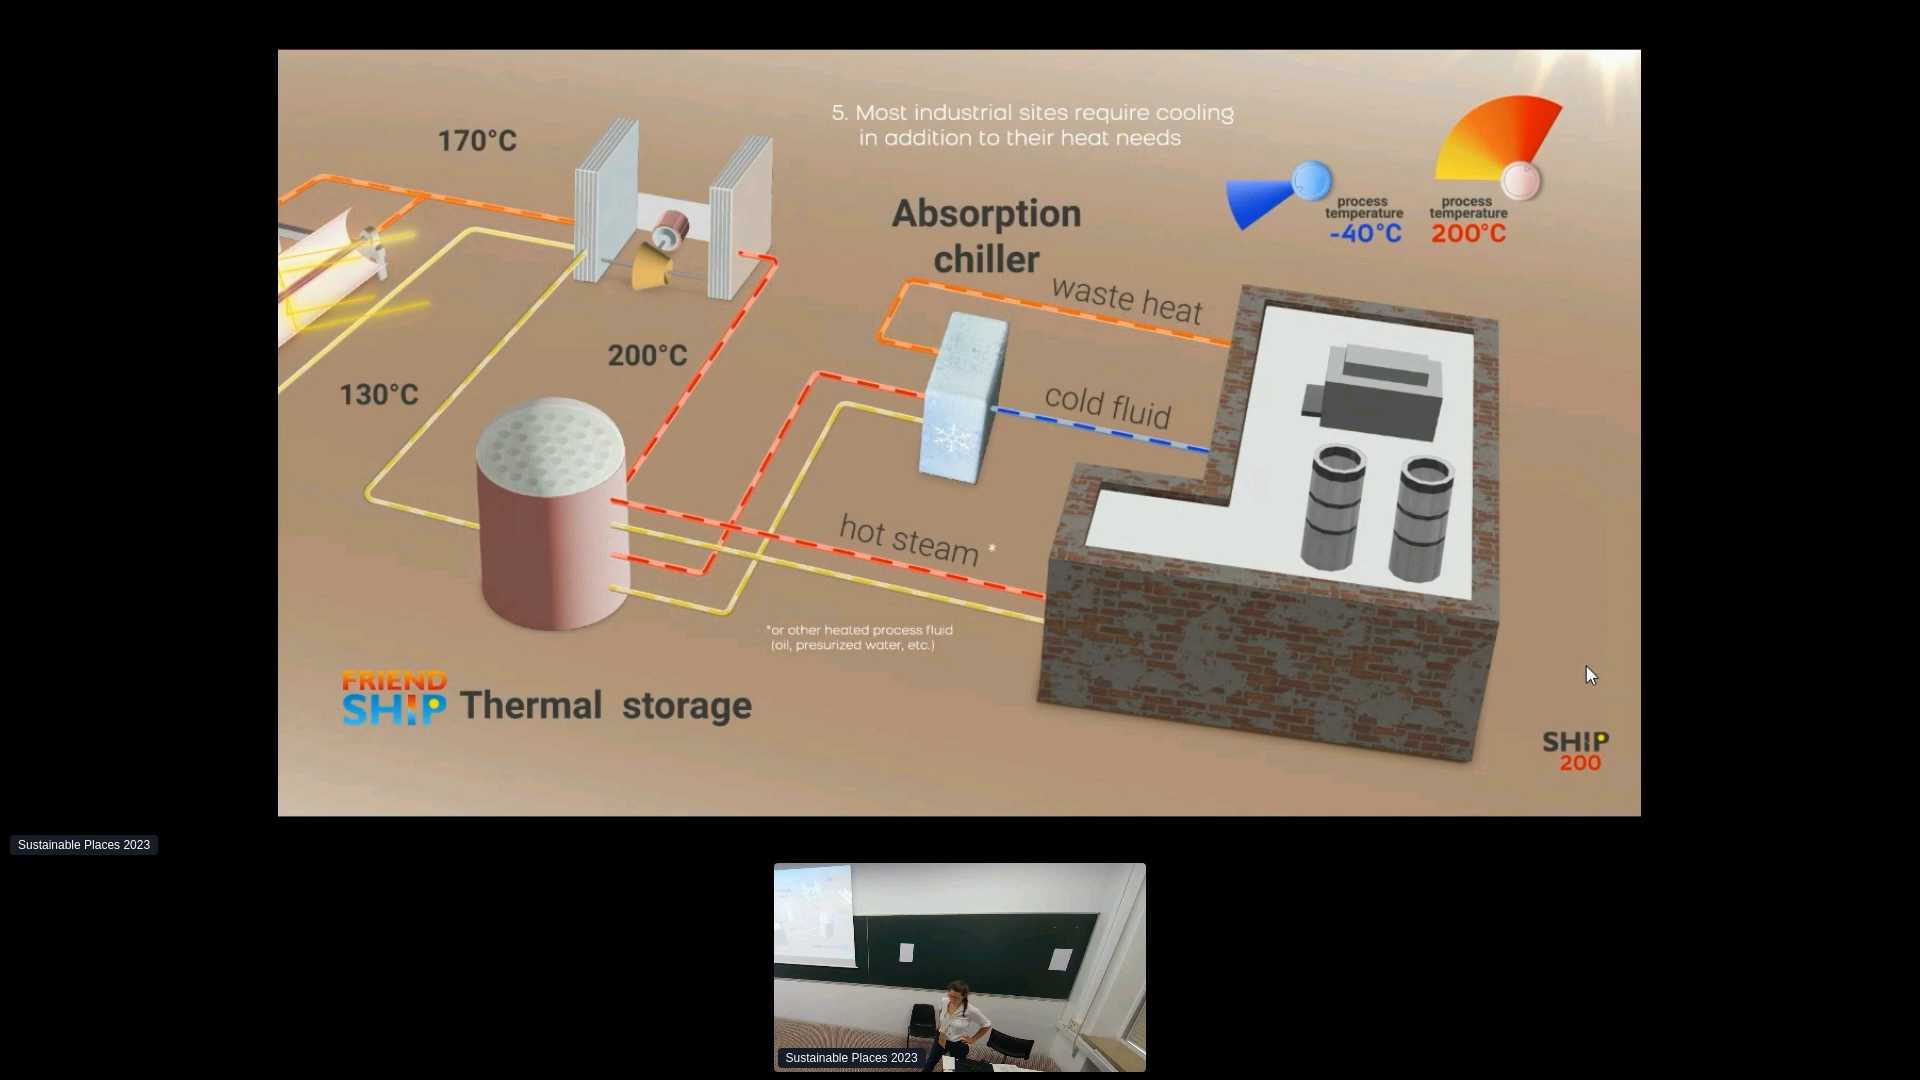 5. Most industrial sites require cooling
in addition to their heat needs
170°C
Absorption
chiller
process
temperature
-40°C
process
temperature
200°C
waste heat
200°C
130°C
cold fluid
hot steam *
*or other heated process fluid
(oil, presurized water, etc.)
FRIEND
SHIP
Thermal storage
SHIP
200
Sustainable Places 2023
Sustainable Places 2023